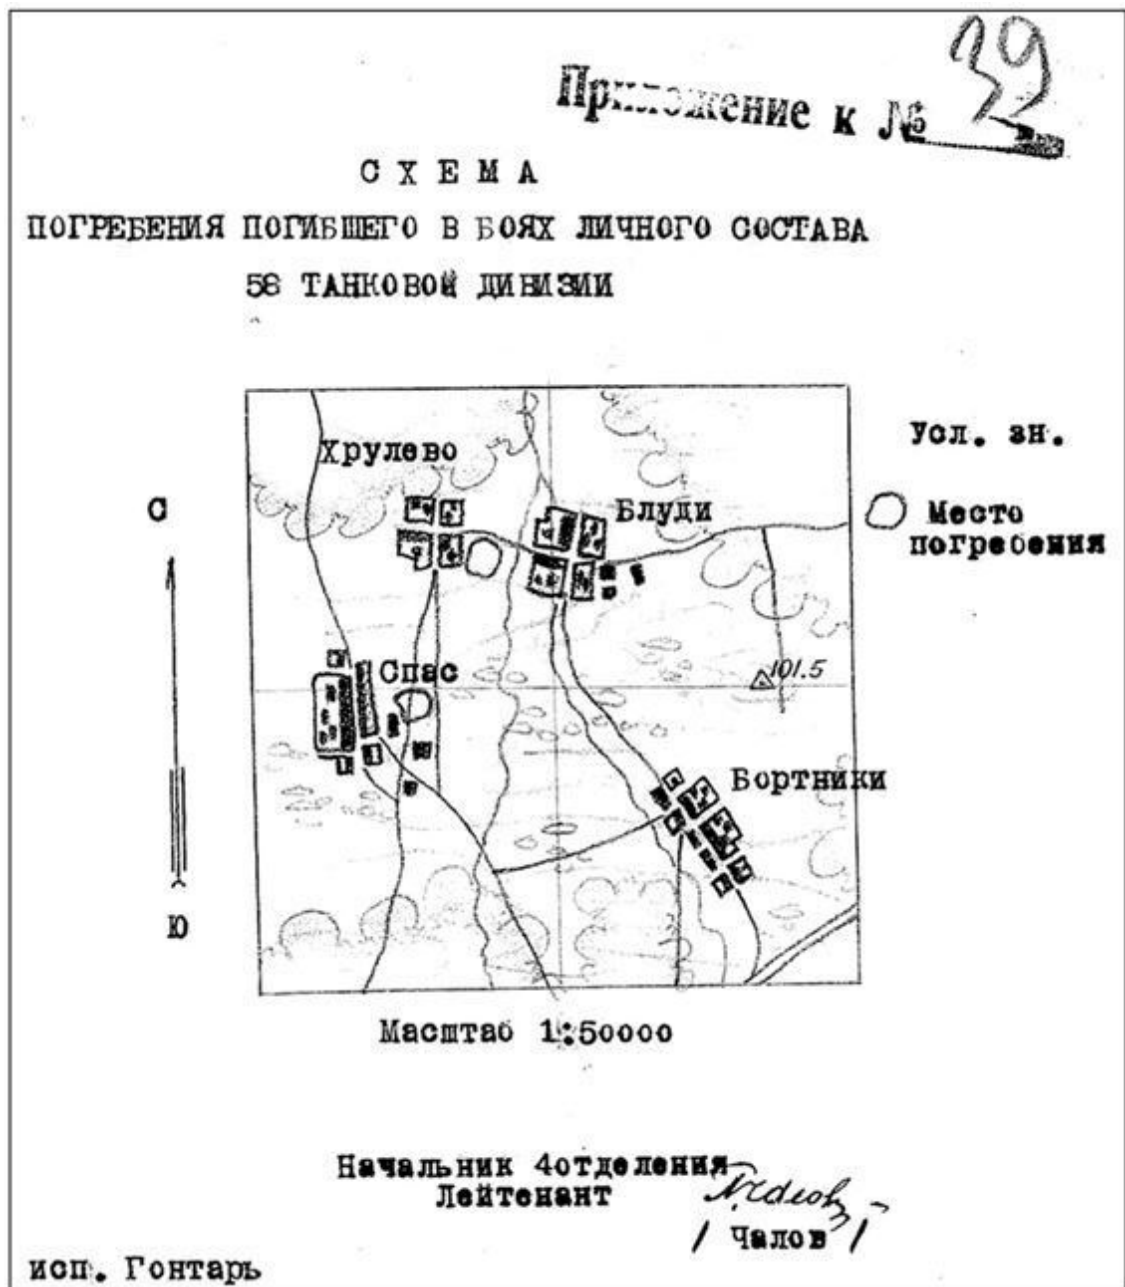 Приложение к № 39
СХЕМА
ПОГРЕБЕНИЯ ПОГИБШЕГО В БОЯХ ЛИЧНОГО СОСТАВА
58 ТАНКОВОЙ ДИВИЗИИ
Хрулево
Блуди
Спас
101.5
Бортники
С
Ю
Усл. зн.
Место
погребения
Масштаб 1:50000
Начальник 4отделения
Лейтенант
/ Чалов /
исп. Гонтарь